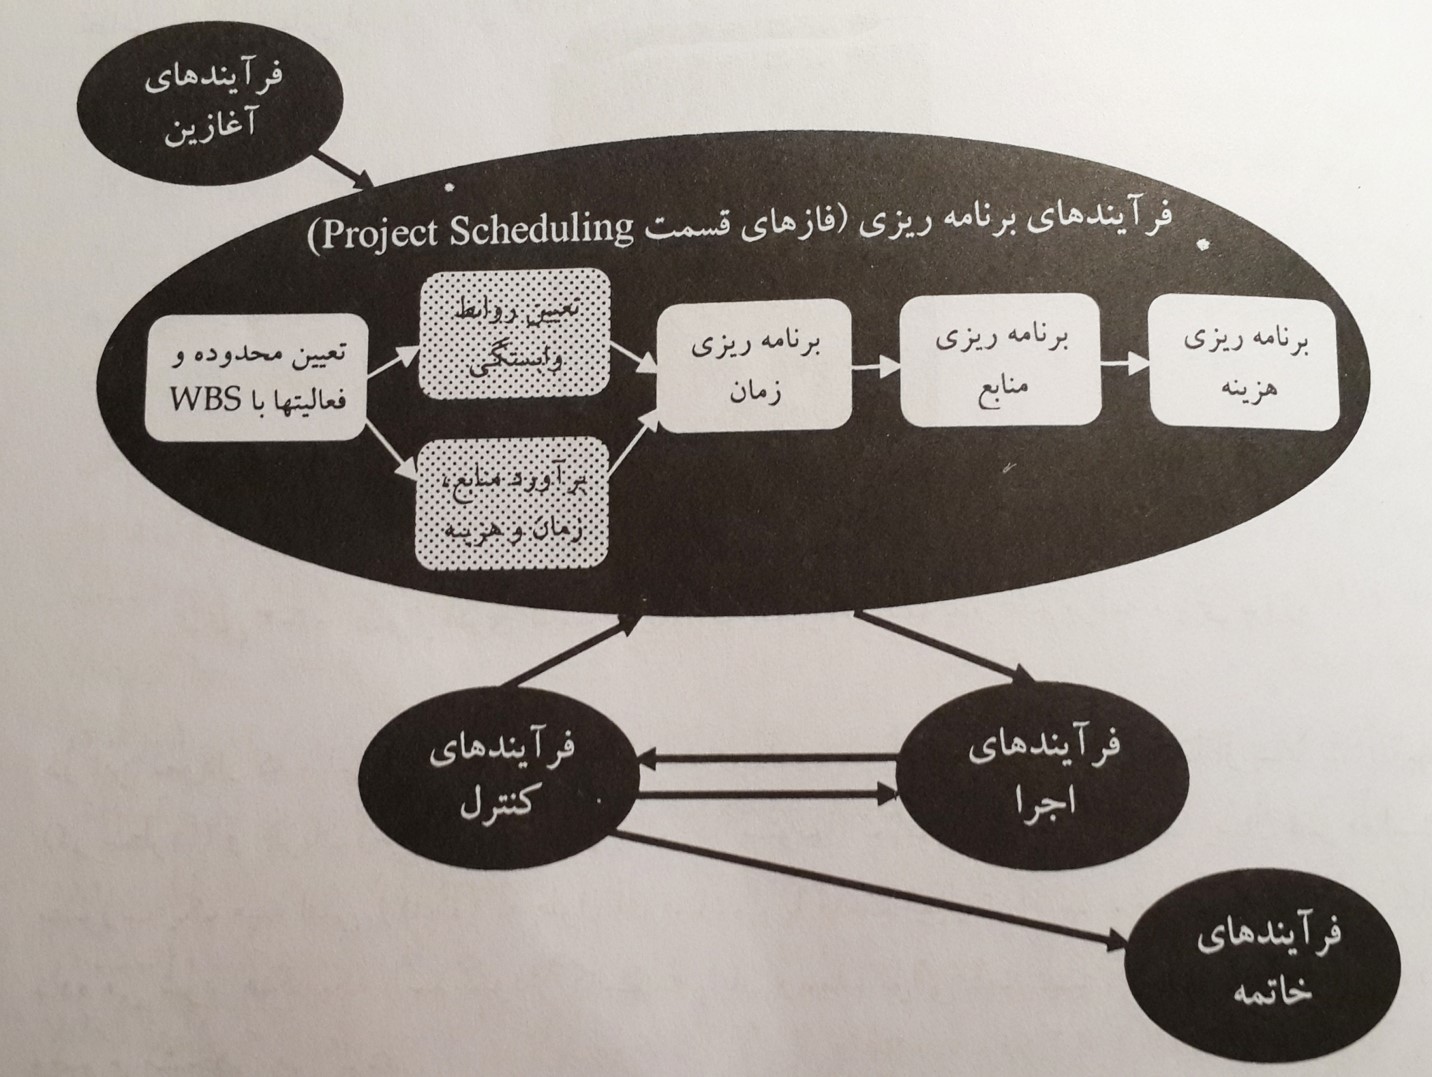 فرآیندهای
آغازین
فرآیندهای برنامه ریزی (فازهای قسمت Project Scheduling)
تعیین محدوده و
فعالیتها با WBS
تعیین روابط
وابستگی
برآورد منابع،
زمان و هزینه
برنامه ریزی
زمان
برنامه ریزی
منابع
برنامه ریزی
هزینه
فرآیندهای
کنترل
فرآیندهای
اجرا
فرآیندهای
خاتمه